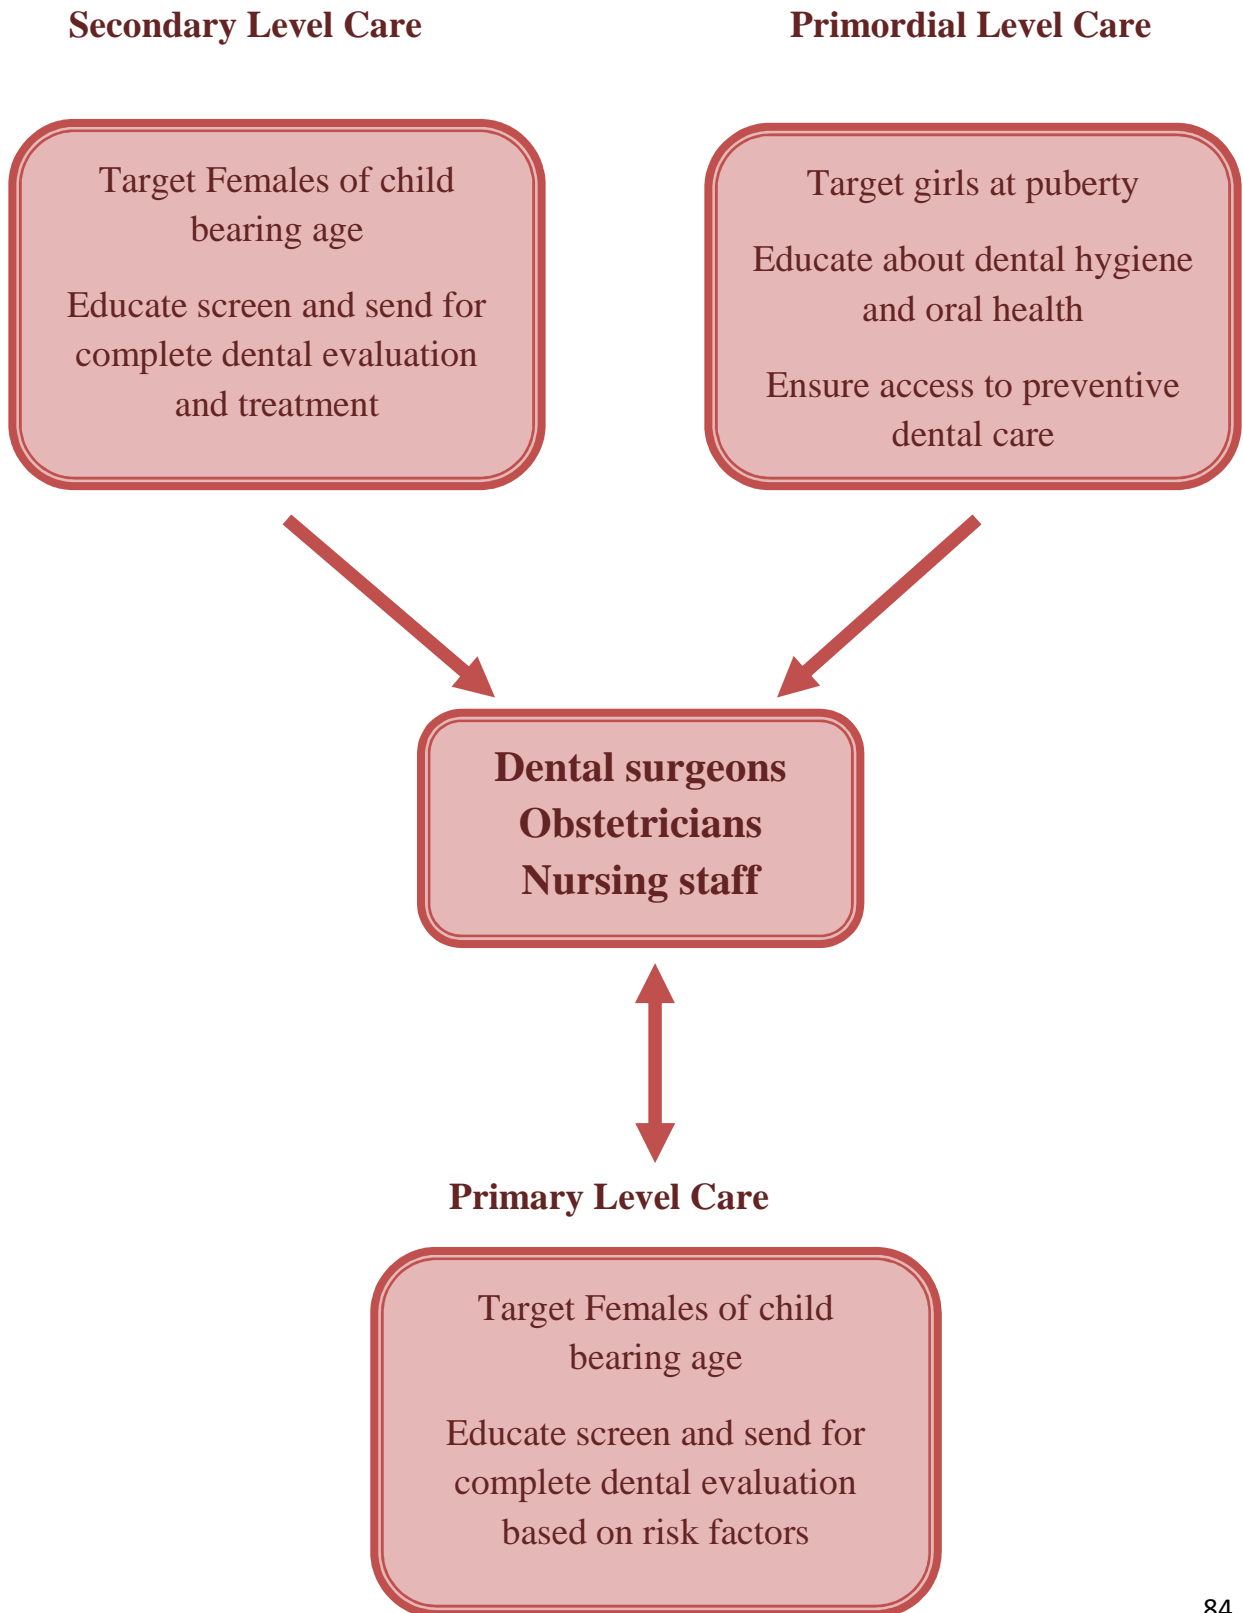 Secondary Level Care
Primordial Level Care
Target Females of child
bearing age
Educate screen and send for
complete dental evaluation
and treatment
Target girls at puberty
Educate about dental hygiene
and oral health
Ensure access to preventive
dental care
Dental surgeons
Obstetricians
Nursing staff
Primary Level Care
Target Females of child
bearing age
Educate screen and send for
complete dental evaluation
based on risk factors
84